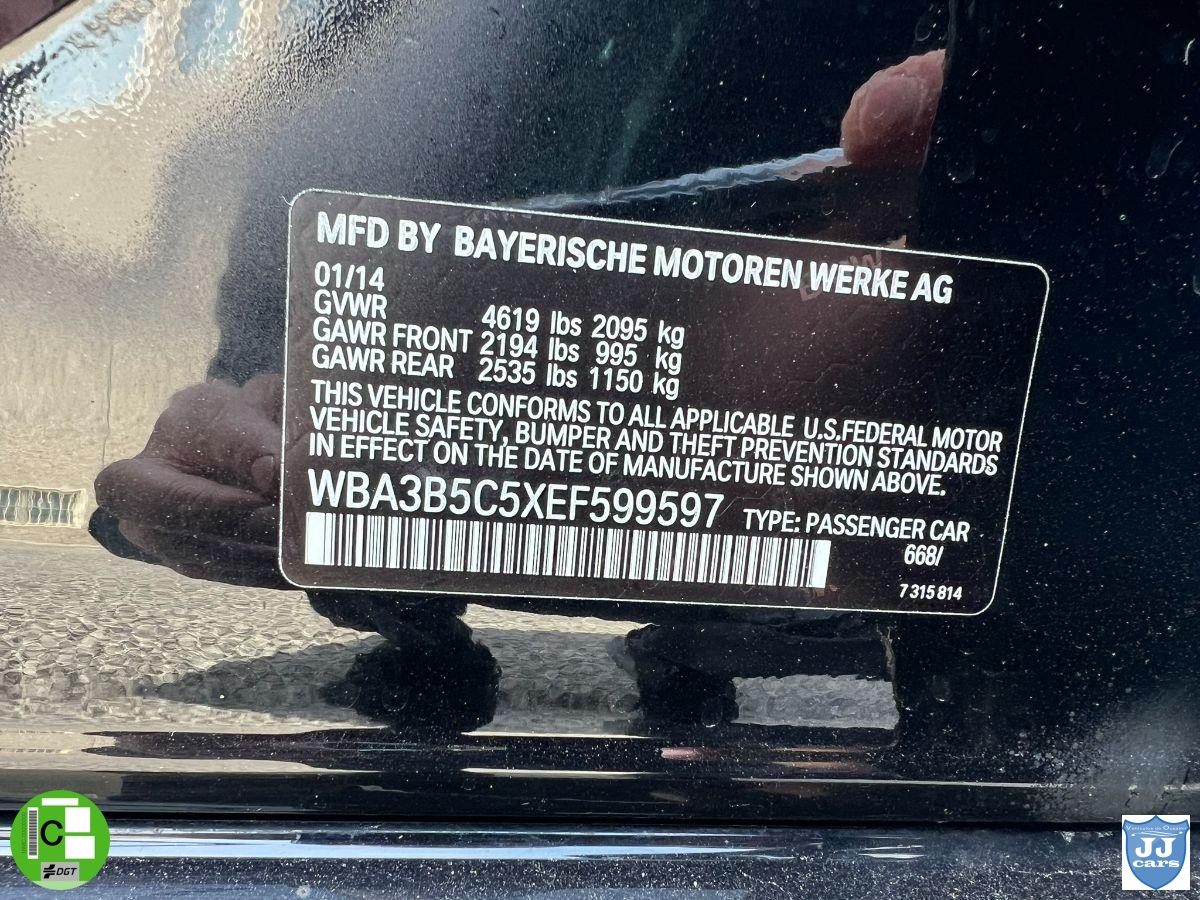 MFD BY BAYERISCHE MOTOREN WERKE AG
01/14
GVWR 4619 lbs 2095 kg
GAWR FRONT 2194 lbs 995 kg
GAWR REAR 2535 lbs 1150 kg
THIS VEHICLE CONFORMS TO ALL APPLICABLE U.S.FEDERAL MOTOR
VEHICLE SAFETY, BUMPER AND THEFT PREVENTION STANDARDS
IN EFFECT ON THE DATE OF MANUFACTURE SHOWN ABOVE.
WBA3B5C5XEF599597 TYPE: PASSENGER CAR
668/
7 315 814
C
DGT
Vehículos de Ocasión
JJ
cars